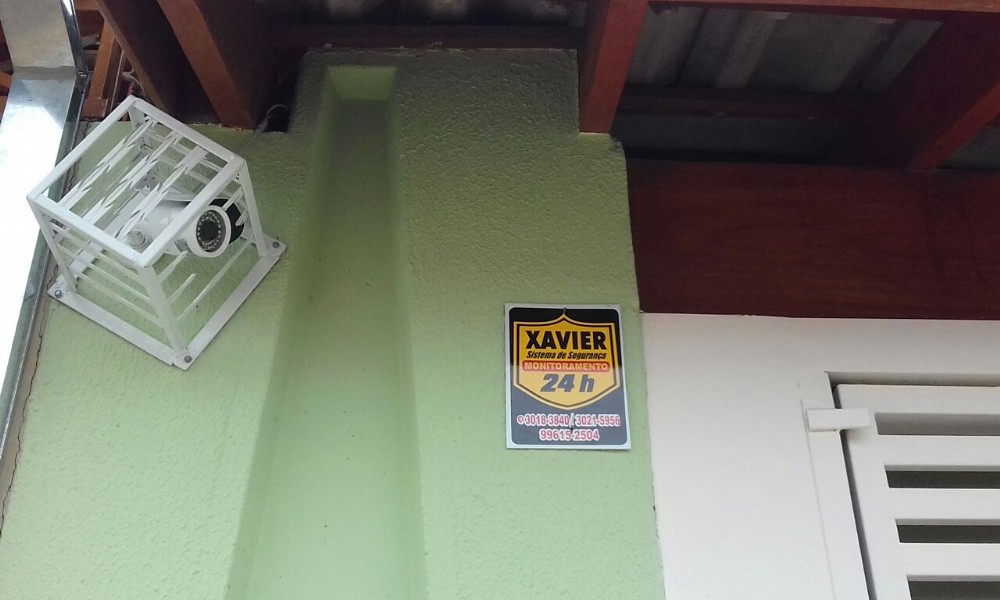 XAVIER
Sistema de Segurança
MONITORAMENTO
24 h
3018-3840 / 3021-5956
99615-2504